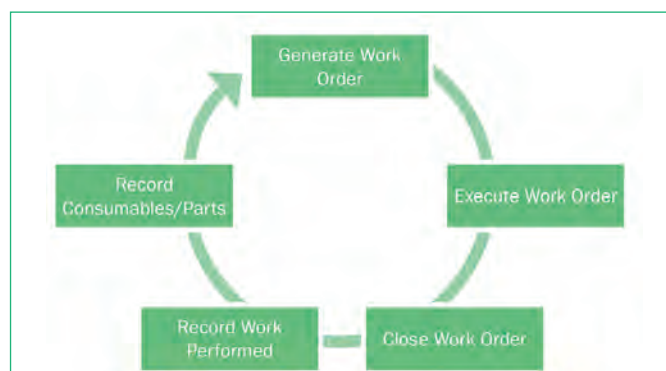 Generate Work
Order
Execute Work Order
Close Work Order
Record Work
Performed
Record
Consumables/Parts